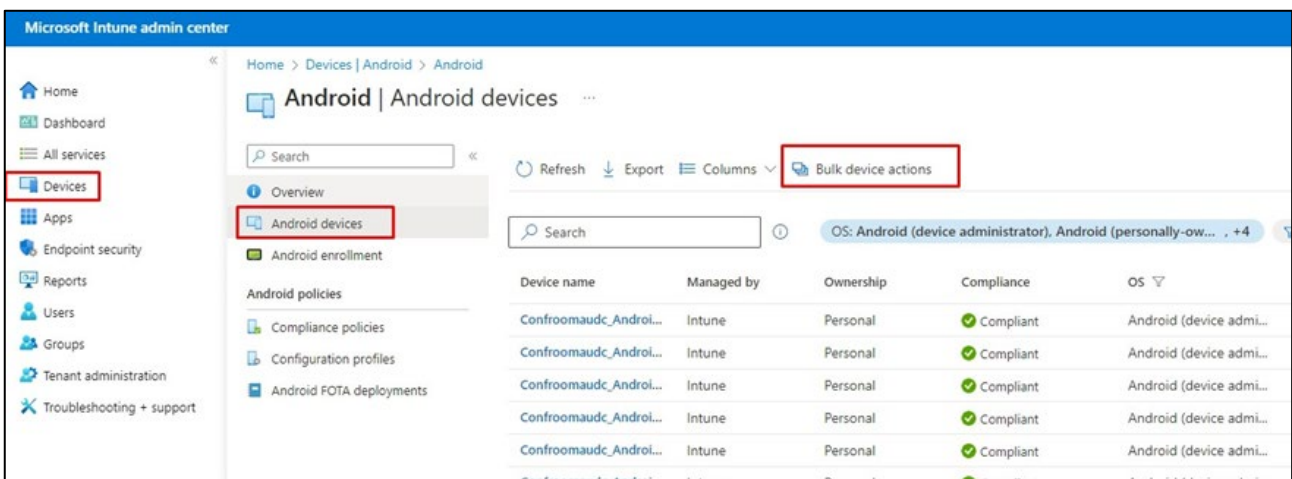 Microsoft Intune admin center
Home
Dashboard
All services
Devices
Apps
Endpoint security
Reports
Users
Groups
Tenant administration
Troubleshooting + support
Home > Devices | Android > Android
Android | Android devices ...
Search
Overview
Android devices
Android enrollment
Android policies
Compliance policies
Configuration profiles
Android FOTA deployments
Refresh Export Columns Bulk device actions
Search OS: Android (device administrator), Android (personally-ow... , +4
Device name Managed by Ownership Compliance OS
Confroomaudc_Androi... Intune Personal Compliant Android (device admi...
Confroomaudc_Androi... Intune Personal Compliant Android (device admi...
Confroomaudc_Androi... Intune Personal Compliant Android (device admi...
Confroomaudc_Androi... Intune Personal Compliant Android (device admi...
Confroomaudc_Androi... Intune Personal Compliant Android (device admi...